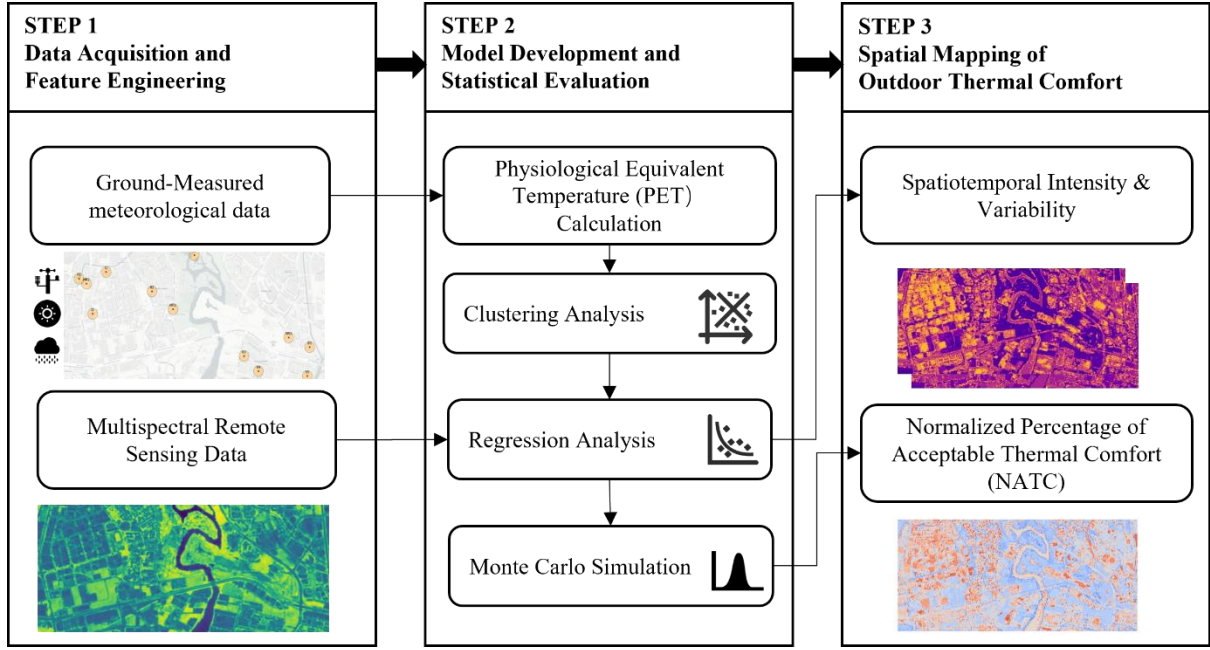 STEP 1
Data Acquisition and
Feature Engineering
Ground-Measured
meteorological data
Multispectral Remote
Sensing Data
STEP 2
Model Development and
Statistical Evaluation
Physiological Equivalent
Temperature (PET)
Calculation
Clustering Analysis
Regression Analysis
Monte Carlo Simulation
STEP 3
Spatial Mapping of
Outdoor Thermal Comfort
Spatiotemporal Intensity &
Variability
Normalized Percentage of
Acceptable Thermal Comfort
(NATC)